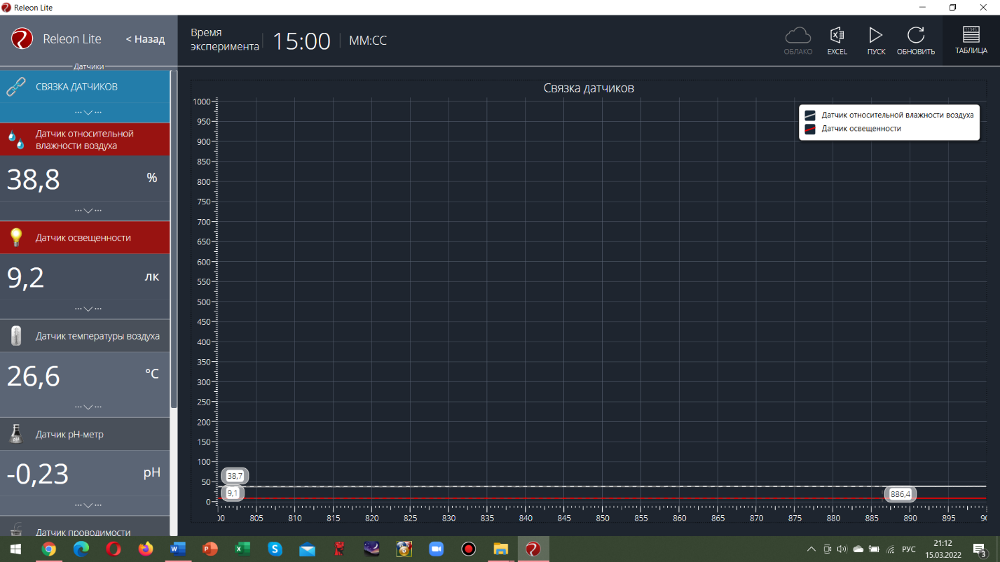 Releon Lite
Releon Lite
< Назад
Время
эксперимента
15:00
ММ:СС
ОБЛАКО
EXCEL
ПУСК
ОБНОВИТЬ
12345
ТАБЛИЦА
Датчики
СВЯЗКА ДАТЧИКОВ
Датчик относительной
влажности воздуха
38,8
%
Датчик освещенности
9,2
лк
Датчик температуры воздуха
26,6
°C
Датчик pH-метр
-0,23
pH
Датчик проводимости
Связка датчиков
Датчик относительной влажности воздуха
Датчик освещенности
1000
950
900
850
800
750
700
650
600
550
500
450
400
350
300
250
200
150
100
50
0
38,7
9,1
886,4
00 805 810 815 820 825 830 835 840 845 850 855 860 865 870 875 880 885 890 895 90
РУС
21:12
15.03.2022
3